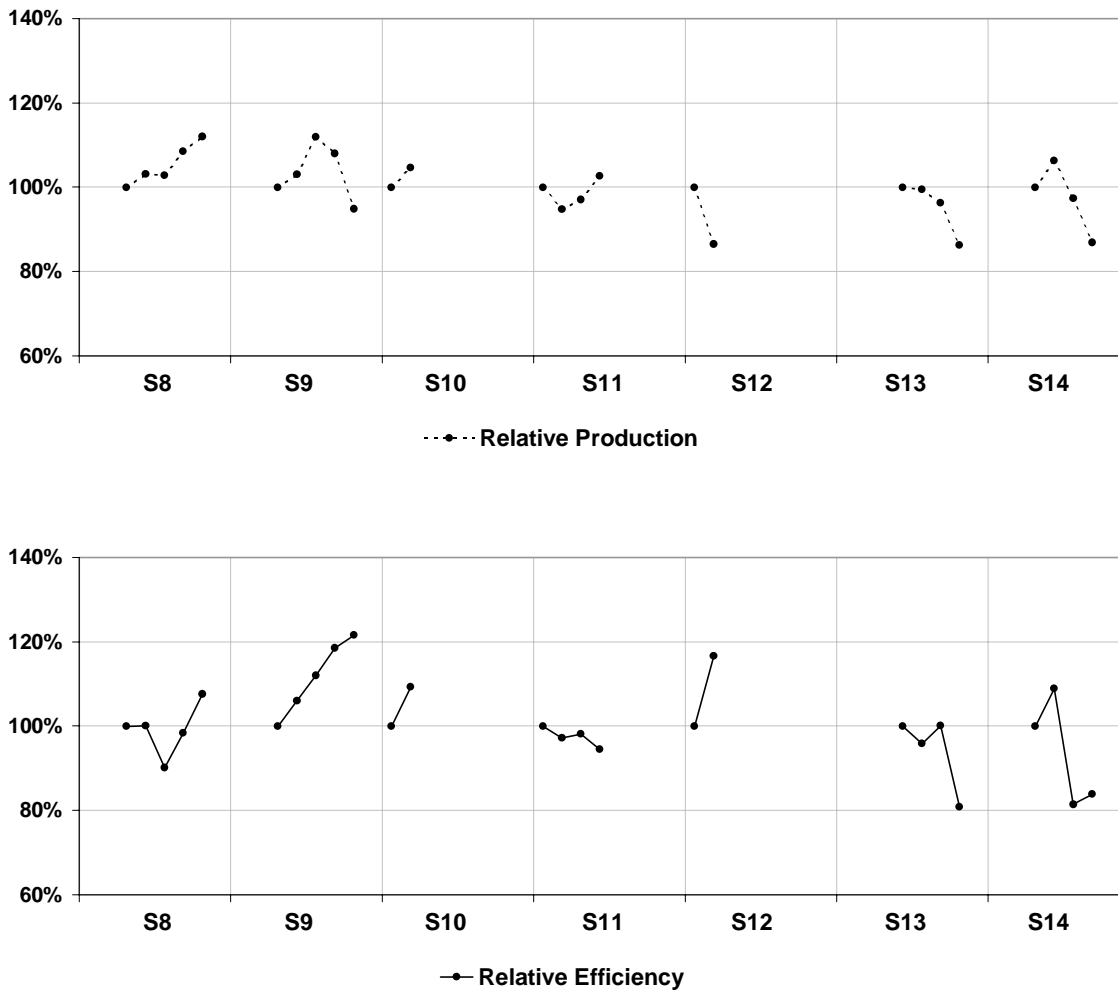 140%
120%
100%
80%
60%
S8 S9 S10 S11 S12 S13 S14
Relative Production
140%
120%
100%
80%
60%
S8 S9 S10 S11 S12 S13 S14
Relative Efficiency